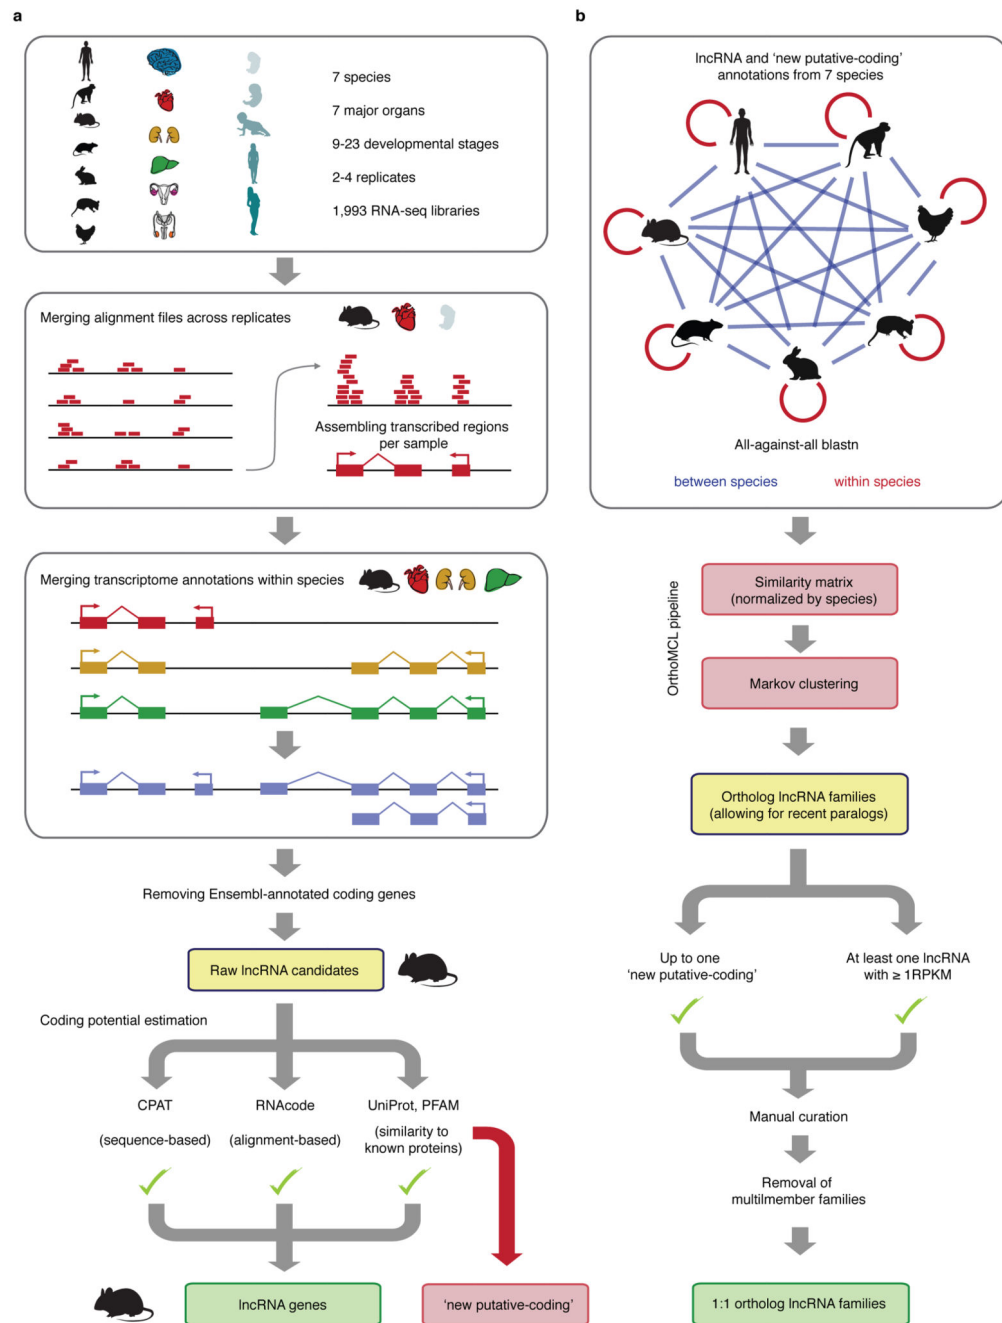 a
7 species
7 major organs
9-23 developmental stages
2-4 replicates
1,993 RNA-seq libraries
Merging alignment files across replicates
Assembling transcribed regions
per sample
Merging transcriptome annotations within species
Removing Ensembl-annotated coding genes
Raw lncRNA candidates
Coding potential estimation
CPAT
(sequence-based)
RNAcode
(alignment-based)
UniProt, PFAM
(similarity to
known proteins)
lncRNA genes
'new putative-coding'
b
lncRNA and 'new putative-coding'
annotations from 7 species
All-against-all blastn
between species
within species
OrthoMCL pipeline
Similarity matrix
(normalized by species)
Markov clustering
Ortholog lncRNA families
(allowing for recent paralogs)
Up to one
'new putative-coding'
At least one lncRNA
with ≥ 1RPKM
Manual curation
Removal of
multilmember families
1:1 ortholog lncRNA families